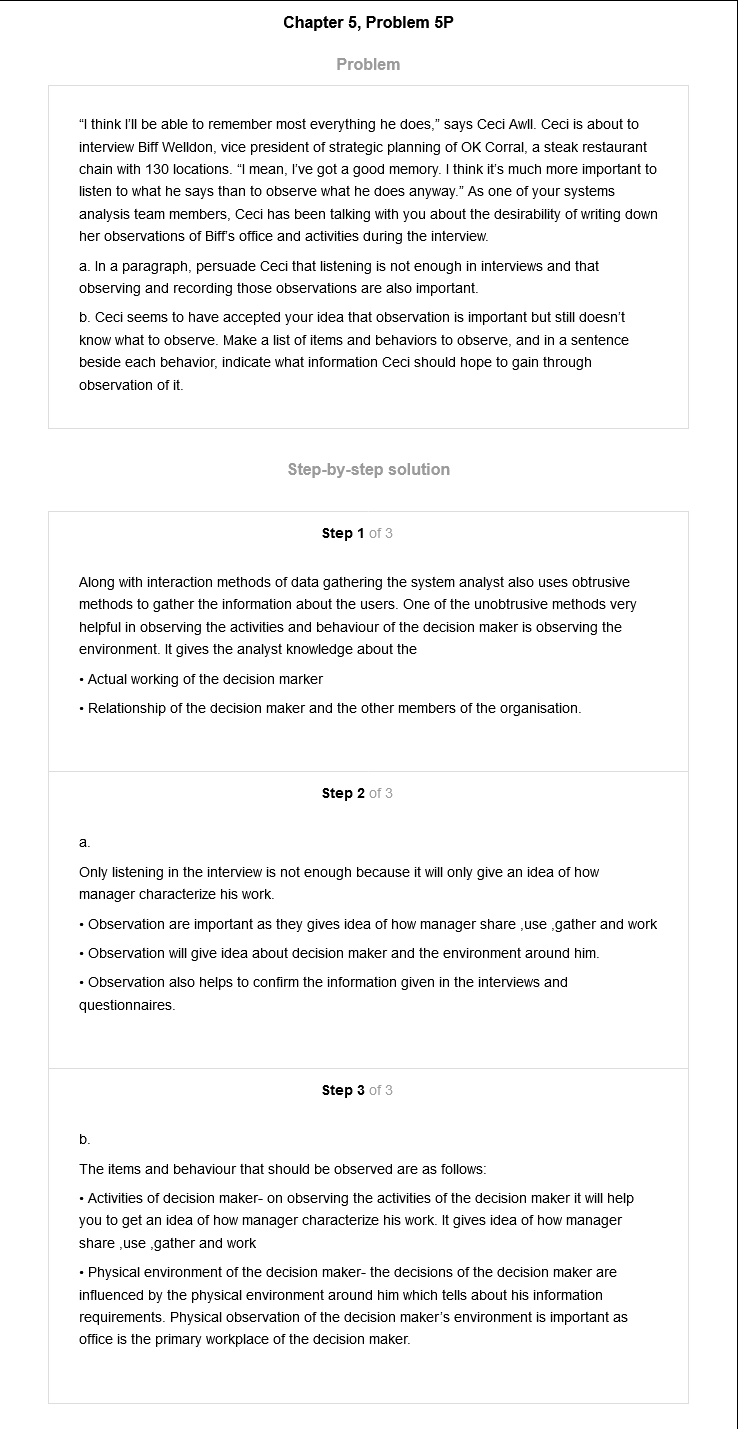 Chapter 5, Problem 5P
Problem
“I think I’ll be able to remember most everything he does,” says Ceci Awll. Ceci is about to
interview Biff Welldon, vice president of strategic planning of OK Corral, a steak restaurant
chain with 130 locations. “I mean, I’ve got a good memory. I think it’s much more important to
listen to what he says than to observe what he does anyway.” As one of your systems
analysis team members, Ceci has been talking with you about the desirability of writing down
her observations of Biff’s office and activities during the interview.
a. In a paragraph, persuade Ceci that listening is not enough in interviews and that
observing and recording those observations are also important.
b. Ceci seems to have accepted your idea that observation is important but still doesn’t
know what to observe. Make a list of items and behaviors to observe, and in a sentence
beside each behavior, indicate what information Ceci should hope to gain through
observation of it.
Step-by-step solution
Step 1 of 3
Along with interaction methods of data gathering the system analyst also uses obtrusive
methods to gather the information about the users. One of the unobtrusive methods very
helpful in observing the activities and behaviour of the decision maker is observing the
environment. It gives the analyst knowledge about the
• Actual working of the decision marker
• Relationship of the decision maker and the other members of the organisation.
Step 2 of 3
a.
Only listening in the interview is not enough because it will only give an idea of how
manager characterize his work.
• Observation are important as they gives idea of how manager share ,use ,gather and work
• Observation will give idea about decision maker and the environment around him.
• Observation also helps to confirm the information given in the interviews and
questionnaires.
Step 3 of 3
b.
The items and behaviour that should be observed are as follows:
• Activities of decision maker- on observing the activities of the decision maker it will help
you to get an idea of how manager characterize his work. It gives idea of how manager
share ,use ,gather and work
• Physical environment of the decision maker- the decisions of the decision maker are
influenced by the physical environment around him which tells about his information
requirements. Physical observation of the decision maker’s environment is important as
office is the primary workplace of the decision maker.